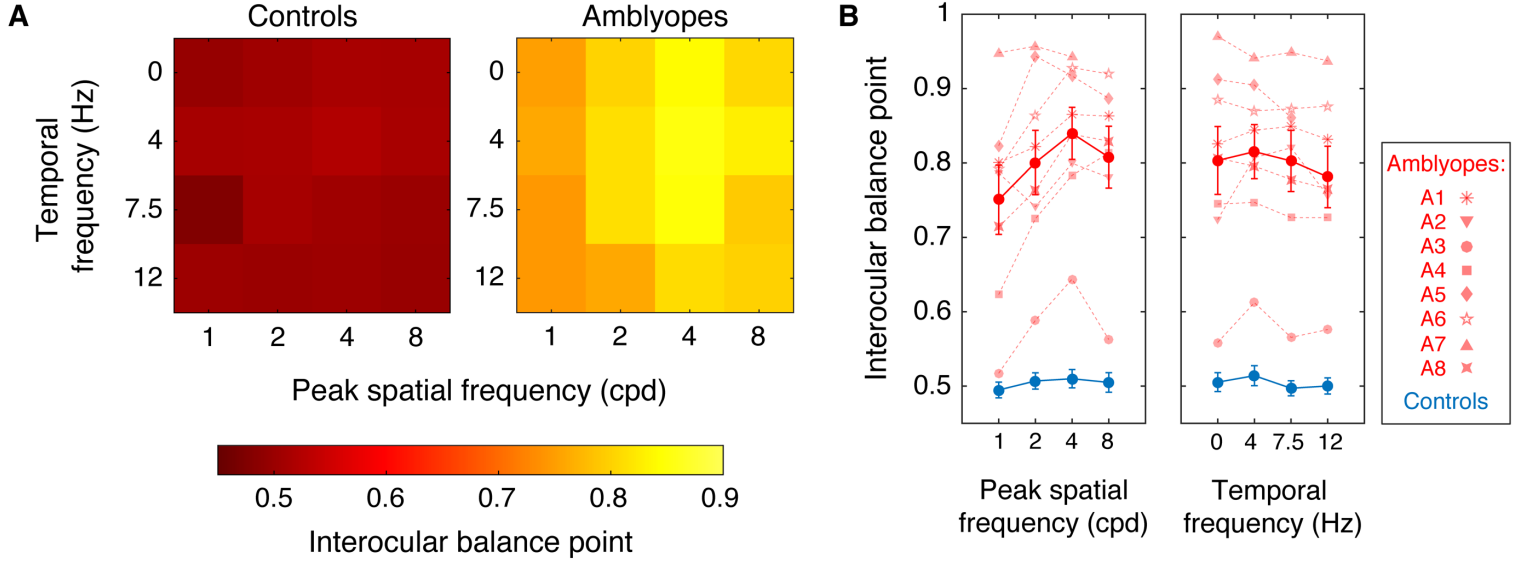 A
Controls
Amblyopes
Temporal
frequency (Hz)
0
4
7.5
12
1 2 4 8
0
4
7.5
12
1 2 4 8
Peak spatial frequency (cpd)
0.5 0.6 0.7 0.8 0.9
Interocular balance point
B
Interocular balance point
1
0.9
0.8
0.7
0.6
0.5
1 2 4 8
Peak spatial
frequency (cpd)
0 4 7.5 12
Temporal
frequency (Hz)
Amblyopes:
A1
A2
A3
A4
A5
A6
A7
A8
Controls